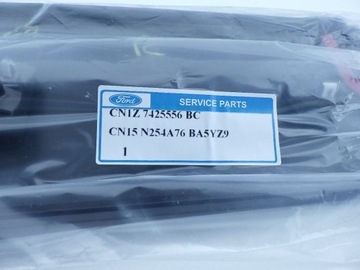 Ford
SERVICE PARTS
CN1Z 7425556 BC
CN15 N254A76 BA5YZ9
1